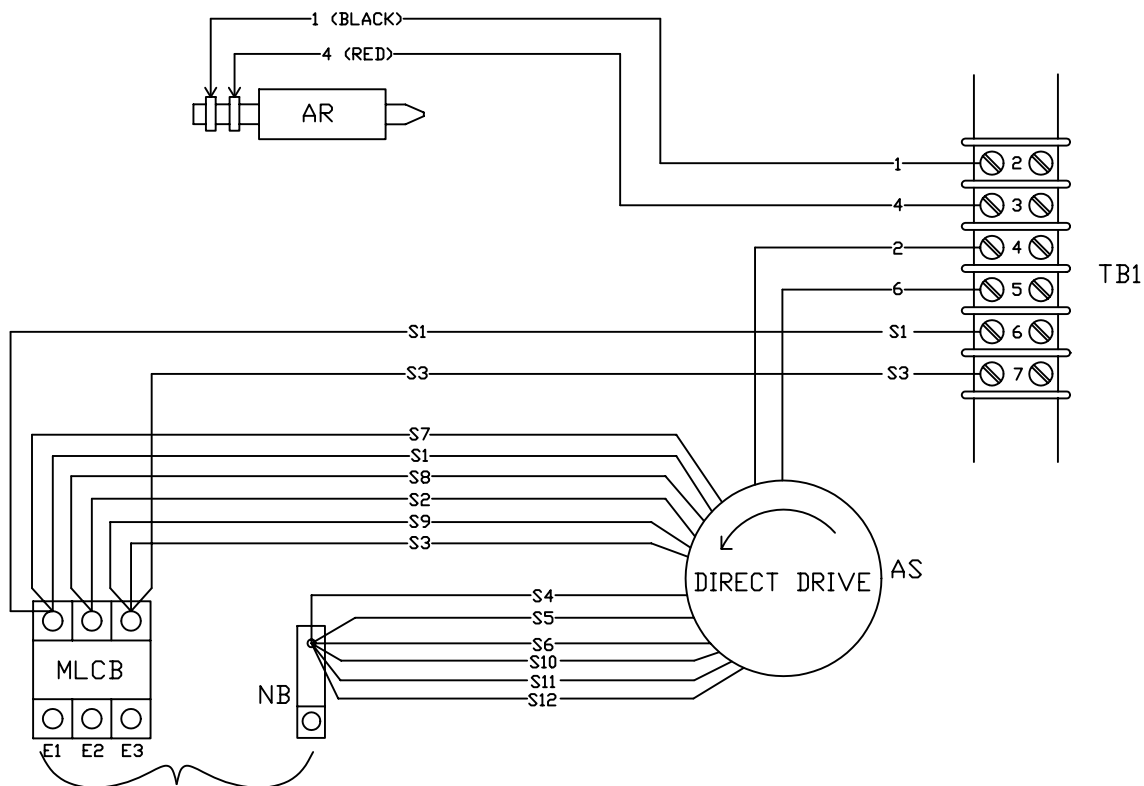 1 (BLACK)
4 (RED)
AR
1
2
4
3
2
4
TB1
6
5
S1
S1
6
S3
S3
7
S7
S1
S8
S2
S9
S3
DIRECT DRIVE
AS
S4
S5
S6
S10
S11
S12
MLCB
NB
E1 E2 E3